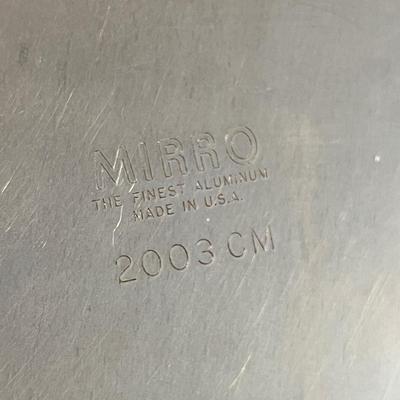 MIRRO
THE FINEST ALUMINUM
MADE IN U.S.A.
2003 CM